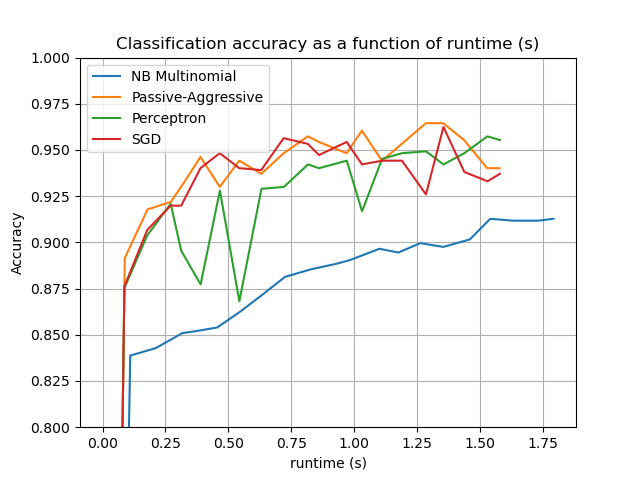 Classification accuracy as a function of runtime (s)
1.000
0.975
0.950
0.925
0.900
0.875
0.850
0.825
0.800
Accuracy
NB Multinomial
Passive-Aggressive
Perceptron
SGD
0.00 0.25 0.50 0.75 1.00 1.25 1.50 1.75
runtime (s)